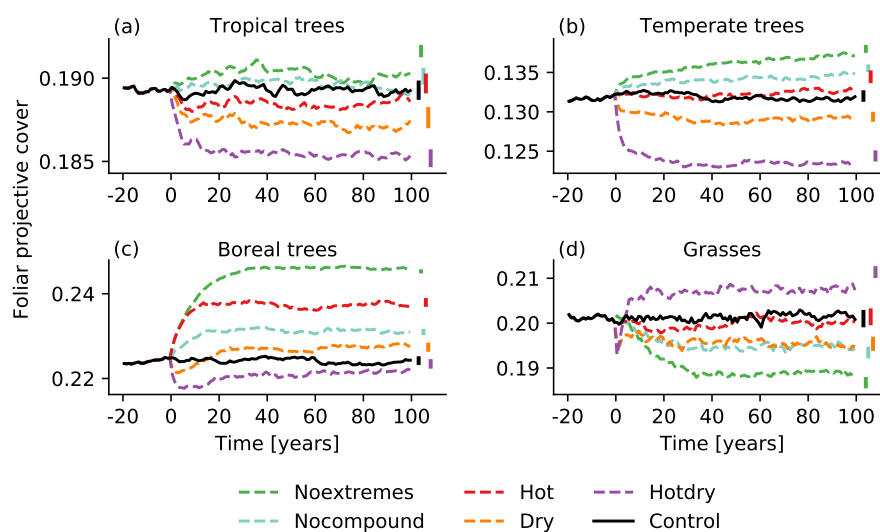 (a) Tropical trees
0.190
0.185
-20 0 20 40 60 80 100
(b) Temperate trees
0.135
0.130
0.125
-20 0 20 40 60 80 100
Foliar projective cover
(c) Boreal trees
0.24
0.22
-20 0 20 40 60 80 100
Time [years]
(d) Grasses
0.21
0.20
0.19
-20 0 20 40 60 80 100
Time [years]
Noextremes Hot Hotdry
Nocompound Dry Control